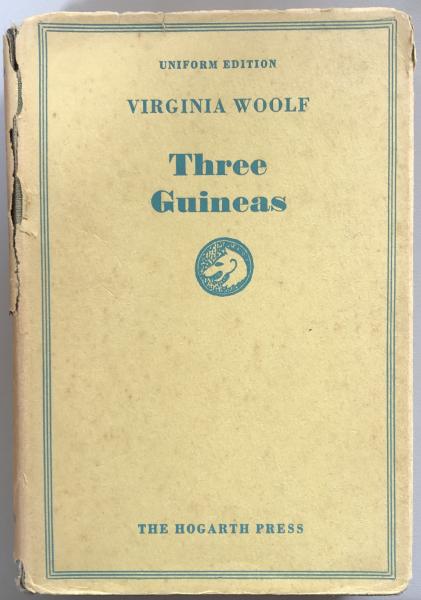 UNIFORM EDITION
VIRGINIA WOOLF
Three
Guineas
THE HOGARTH PRESS